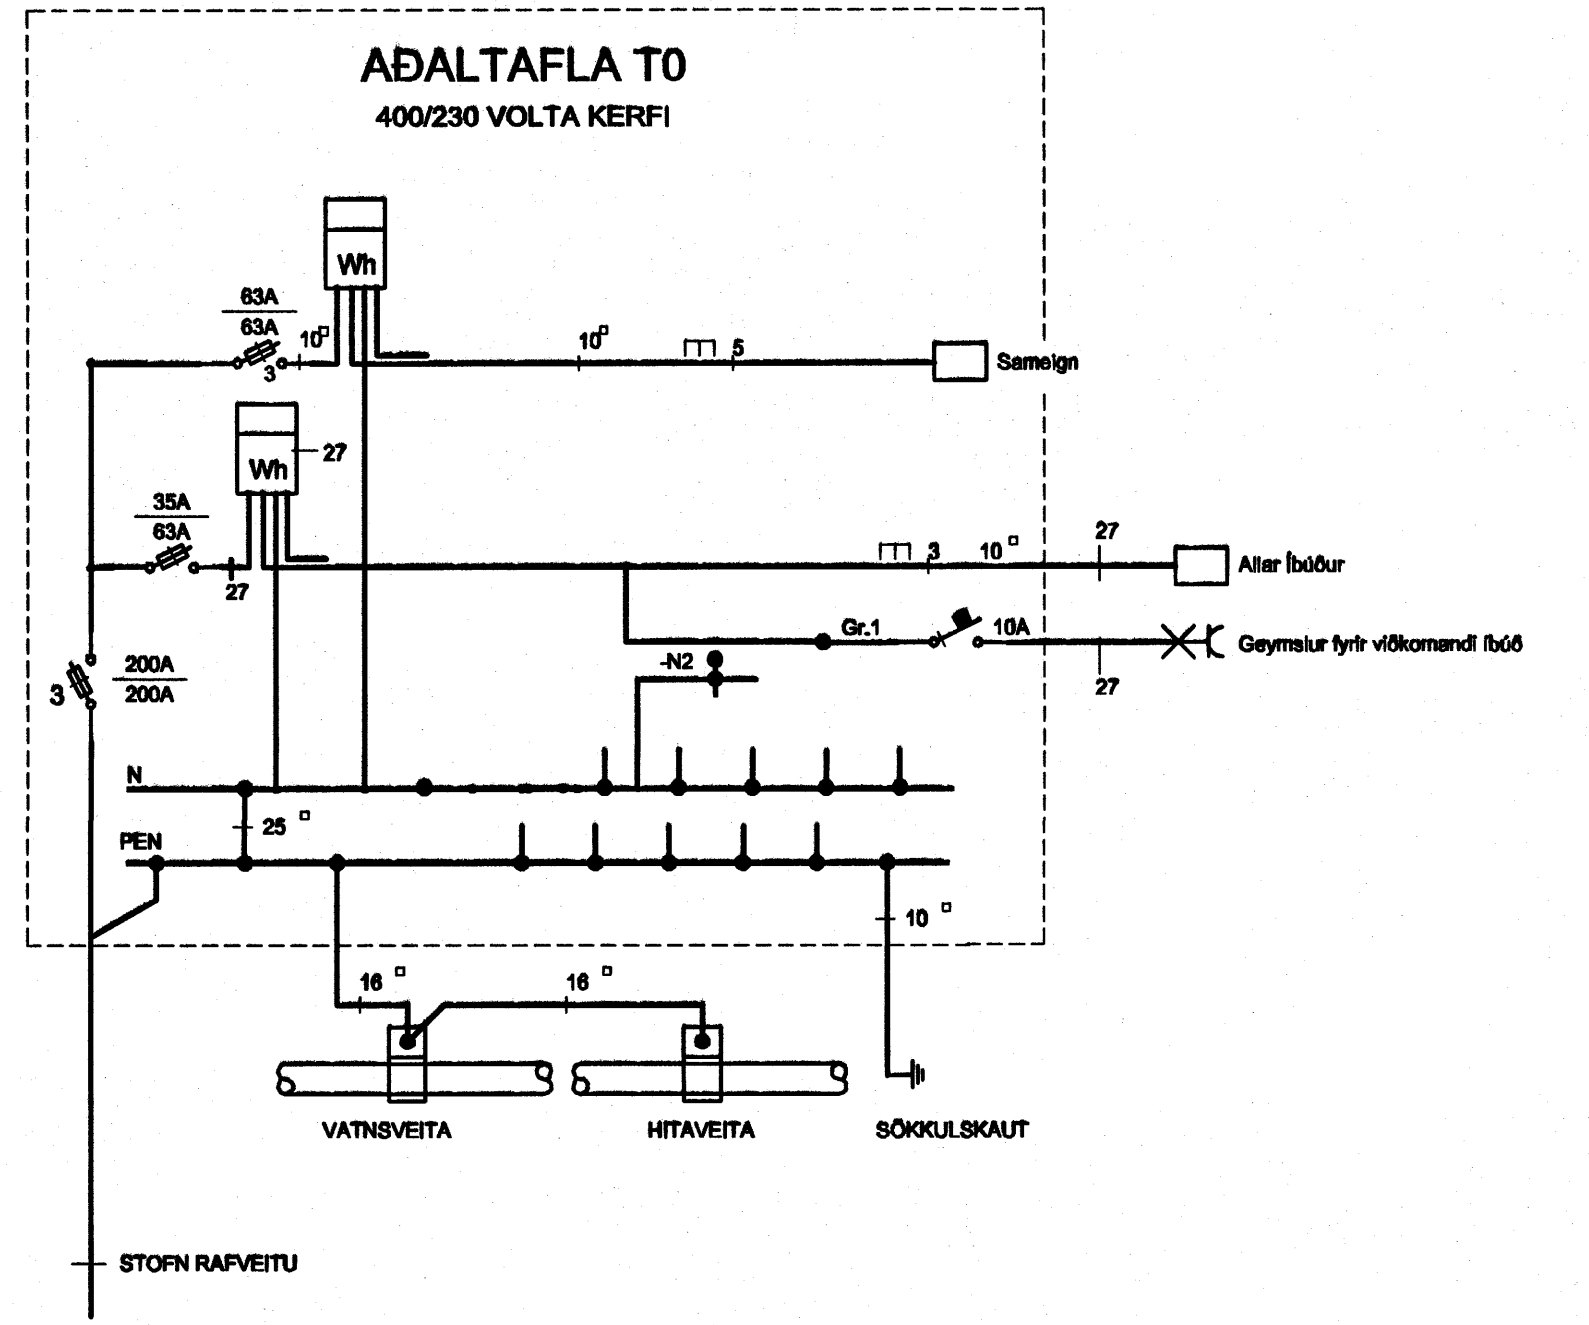 AÐALTAFLA T0
400/230 VOLTA KERFI
Wh
63A
63A
3
10□
10□
5
Sameign
Wh
27
35A
63A
27
3
10□
27
Allar Íbúður
Gr.1
10A
27
Geymslur fyrir viðkomandi íbúð
-N2
3
200A
200A
N
25□
PEN
10□
16□
16□
VATNSVEITA
HITAVEITA
SÖKKULSKAUT
STOFN RAFVEITU